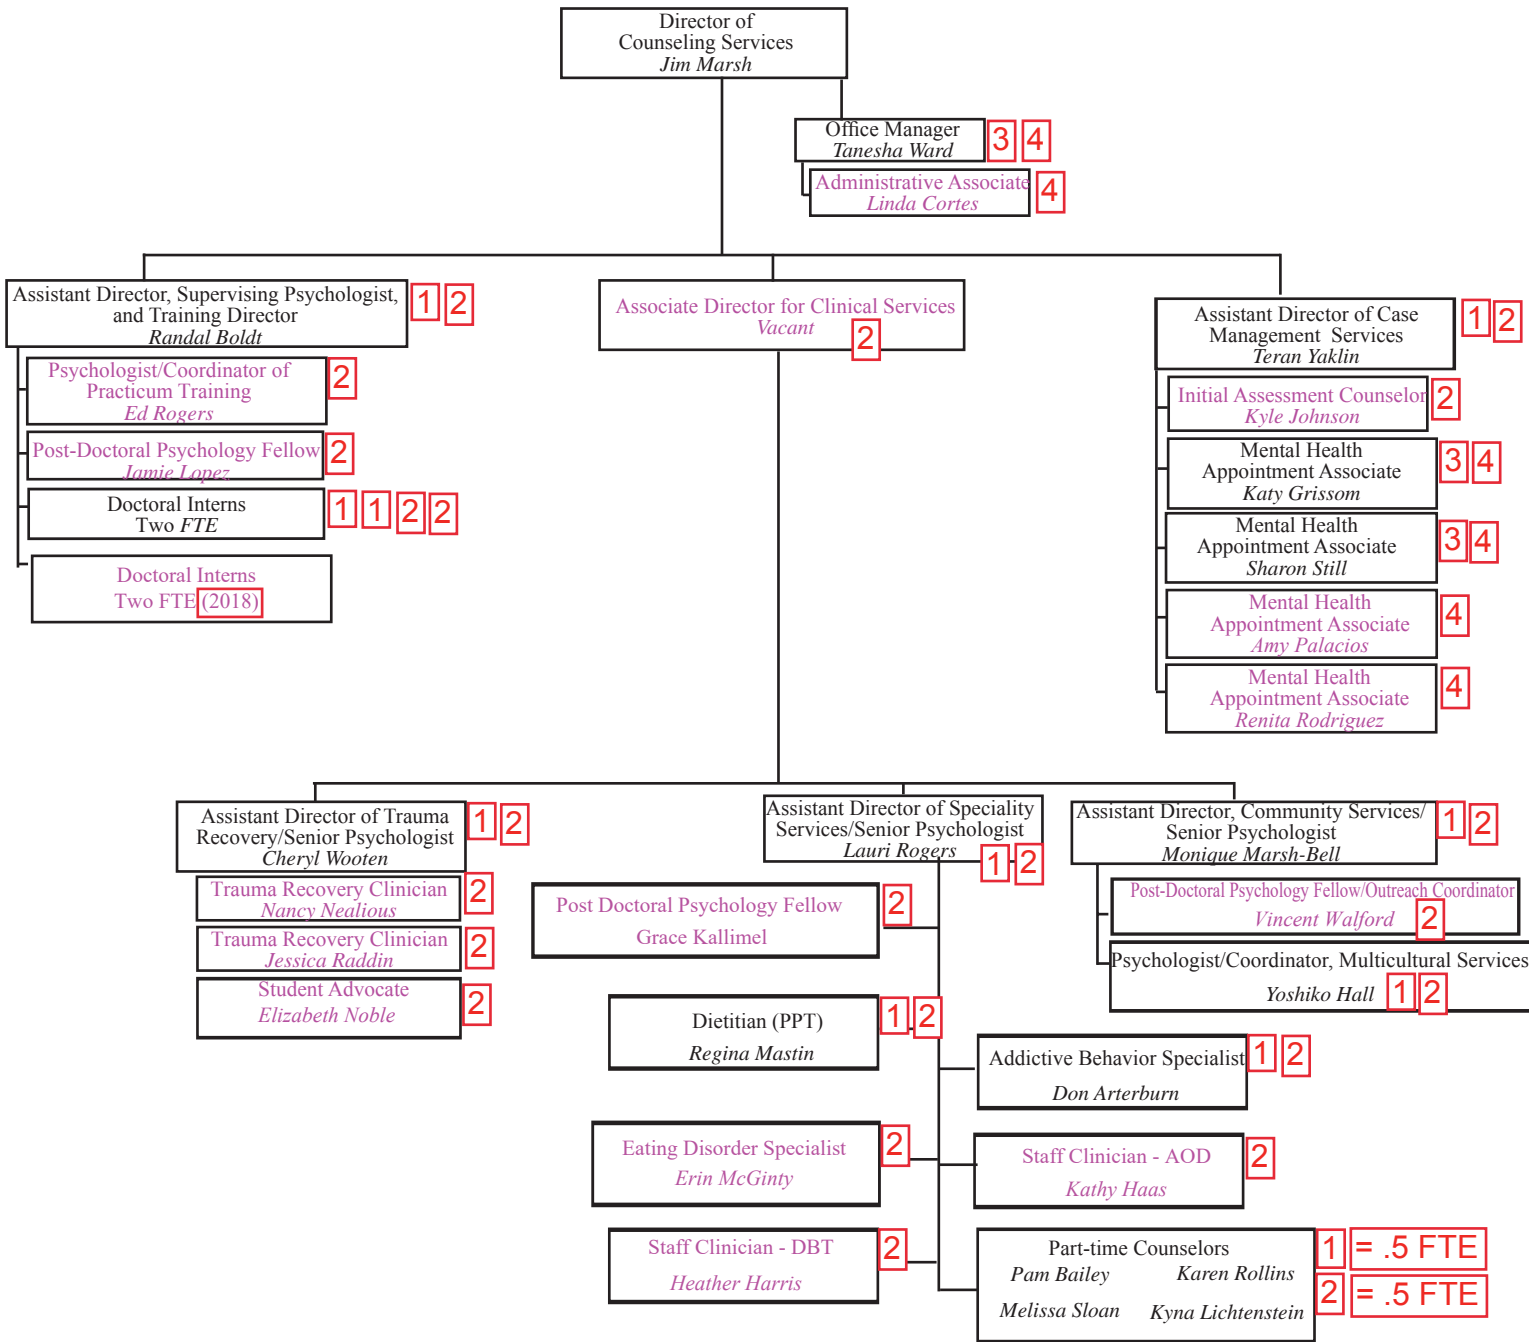 Director of
Counseling Services
Jim Marsh
Office Manager
Tanesha Ward
3 4
Administrative Associate
Linda Cortes
4
Assistant Director, Supervising Psychologist,
and Training Director
Randal Boldt
1 2
Psychologist/Coordinator of
Practicum Training
Ed Rogers
2
Post-Doctoral Psychology Fellow
Jamie Lopez
2
Doctoral Interns
Two FTE
1 1 2 2
Doctoral Interns
Two FTE (2018)
Associate Director for Clinical Services
Vacant
2
Assistant Director of Case
Management Services
Teran Yaklin
1 2
Initial Assessment Counselor
Kyle Johnson
2
Mental Health
Appointment Associate
Katy Grissom
3 4
Mental Health
Appointment Associate
Sharon Still
3 4
Mental Health
Appointment Associate
Amy Palacios
4
Mental Health
Appointment Associate
Renita Rodriguez
4
Assistant Director of Trauma
Recovery/Senior Psychologist
Cheryl Wooten
1 2
Trauma Recovery Clinician
Nancy Nealious
2
Trauma Recovery Clinician
Jessica Raddin
2
Student Advocate
Elizabeth Noble
2
Assistant Director of Speciality
Services/Senior Psychologist
Lauri Rogers
1 2
Post Doctoral Psychology Fellow
Grace Kallimel
2
Dietitian (PPT)
Regina Mastin
1 2
Addictive Behavior Specialist
Don Arterburn
1 2
Eating Disorder Specialist
Erin McGinty
2
Staff Clinician - AOD
Kathy Haas
2
Staff Clinician - DBT
Heather Harris
2
Part-time Counselors
Pam Bailey Karen Rollins
Melissa Sloan Kyna Lichtenstein
1 = .5 FTE
2 = .5 FTE
Assistant Director, Community Services/
Senior Psychologist
Monique Marsh-Bell
1 2
Post-Doctoral Psychology Fellow/Outreach Coordinator
Vincent Walford
2
Psychologist/Coordinator, Multicultural Services
Yoshiko Hall
1 2